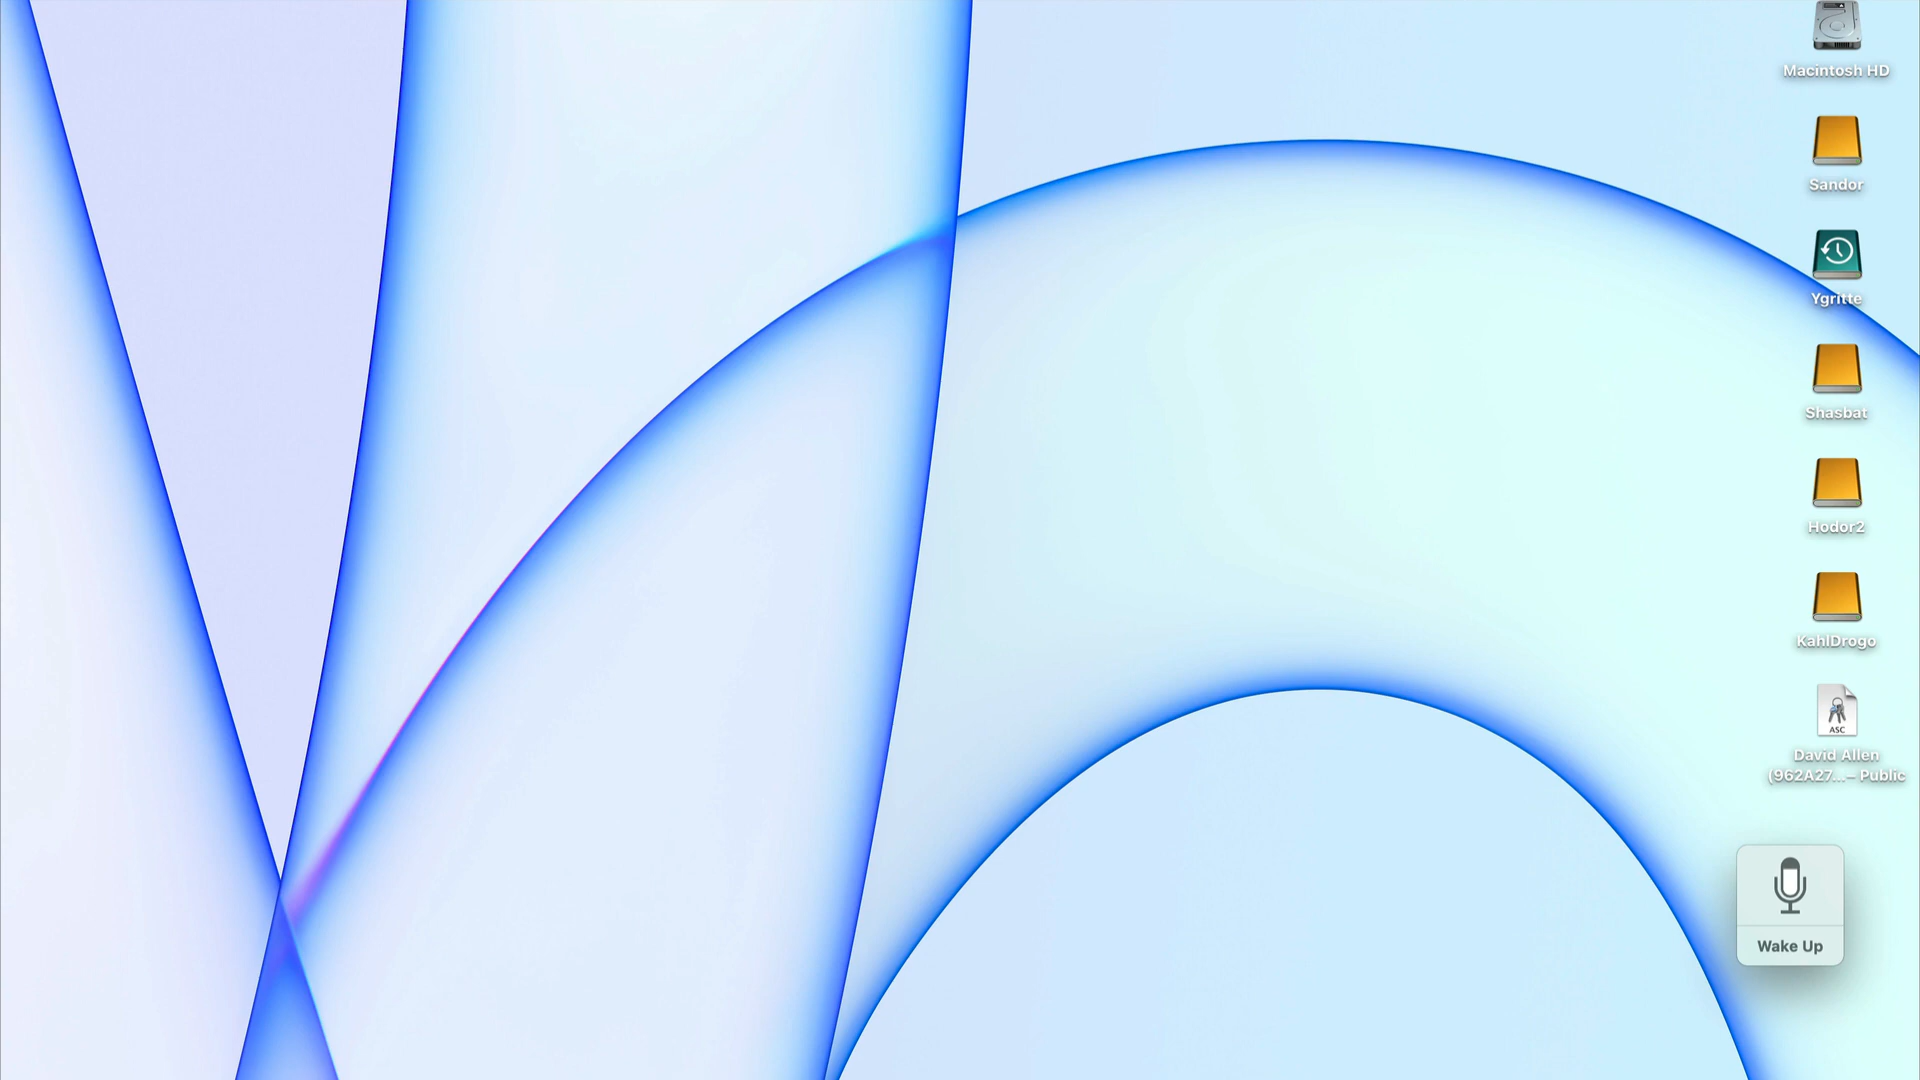 Macintosh HD
Sandor
Ygritte
Shasbat
Hodor2
KahlDrogo
ASC
David Allen
(962A27...– Public
Wake Up